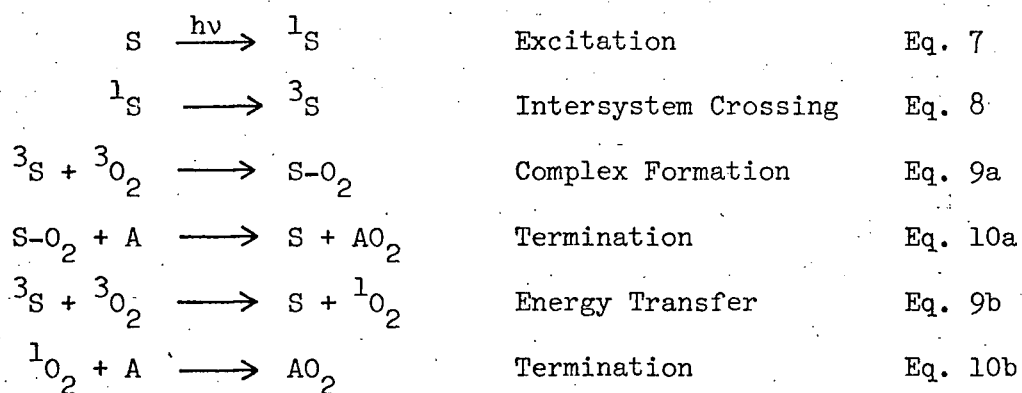 S hν⟶ ¹S Excitation Eq. 7
¹S ⟶ ³S Intersystem Crossing Eq. 8
³S + ³O₂ ⟶ S-O₂ Complex Formation Eq. 9a
S-O₂ + A ⟶ S + AO₂ Termination Eq. 10a
³S + ³O₂ ⟶ S + ¹O₂ Energy Transfer Eq. 9b
¹O₂ + A ⟶ AO₂ Termination Eq. 10b